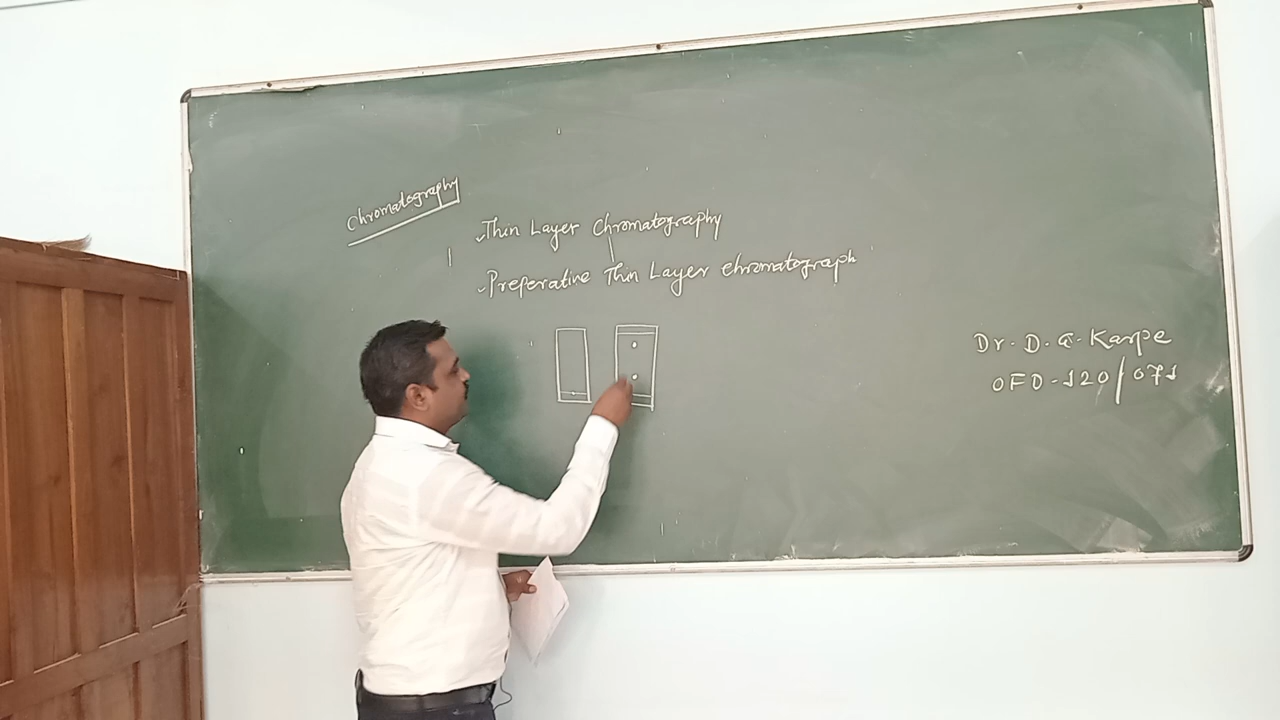 Chromatography
Thin Layer Chromatography
Preperative Thin Layer chromatograph
Dr. D. G. Karpe
OFD-120/071